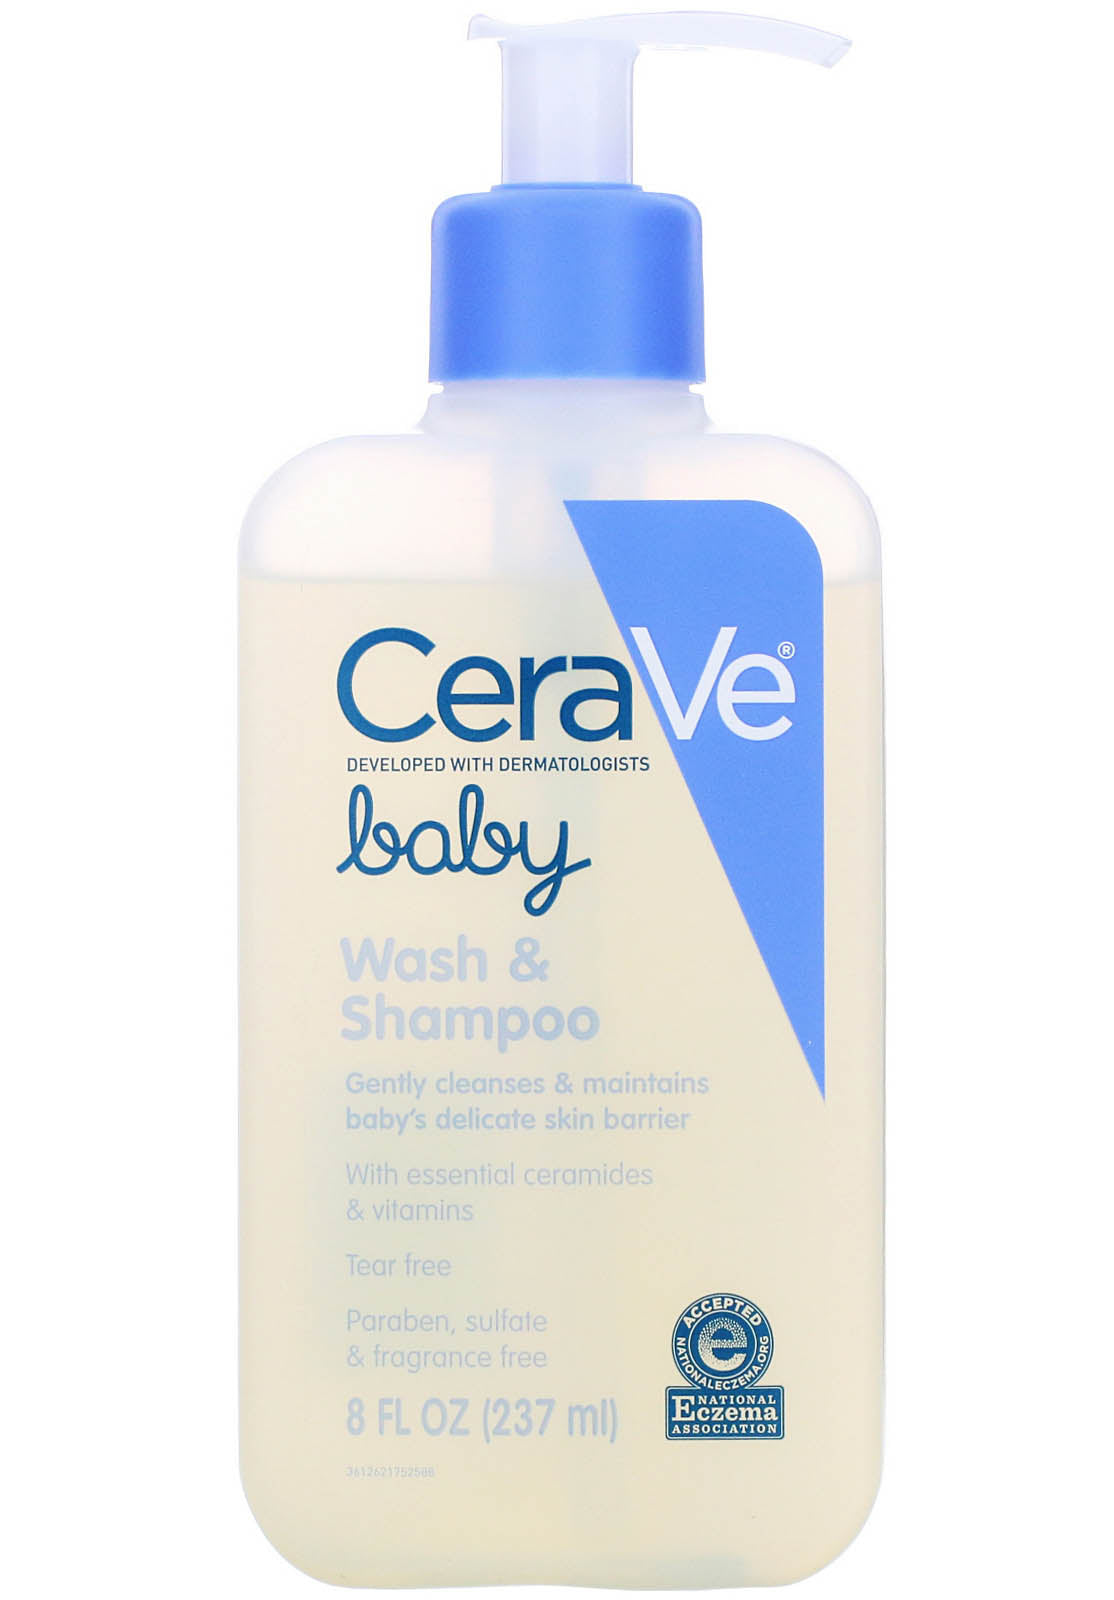 CeraVe®
DEVELOPED WITH DERMATOLOGISTS
baby
Wash &
Shampoo
Gently cleanses & maintains
baby's delicate skin barrier
With essential ceramides
& vitamins
Tear free
Paraben, sulfate
& fragrance free
8 FL OZ (237 ml)
ACCEPTED
e
NATIONALECZEMA.ORG
NATIONAL
Eczema
ASSOCIATION